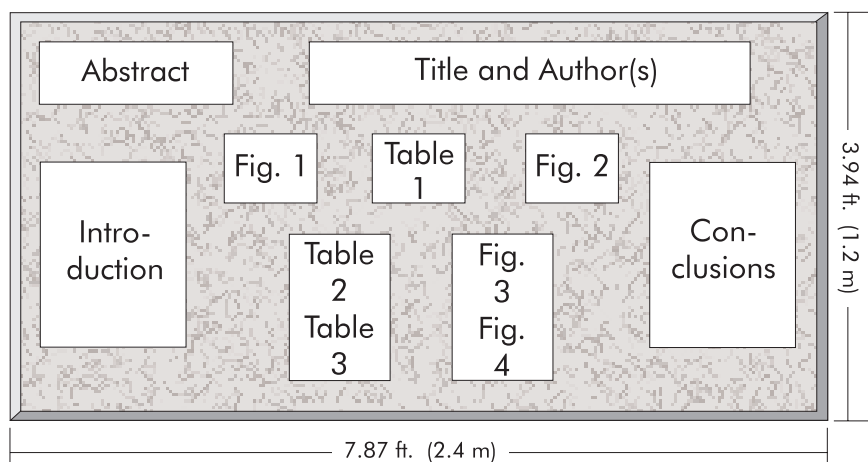 Abstract
Title and Author(s)
Fig. 1
Table
1
Fig. 2
Intro-
duction
Table
2
Table
3
Fig.
3
Fig.
4
Con-
clusions
3.94 ft. (1.2 m)
7.87 ft. (2.4 m)